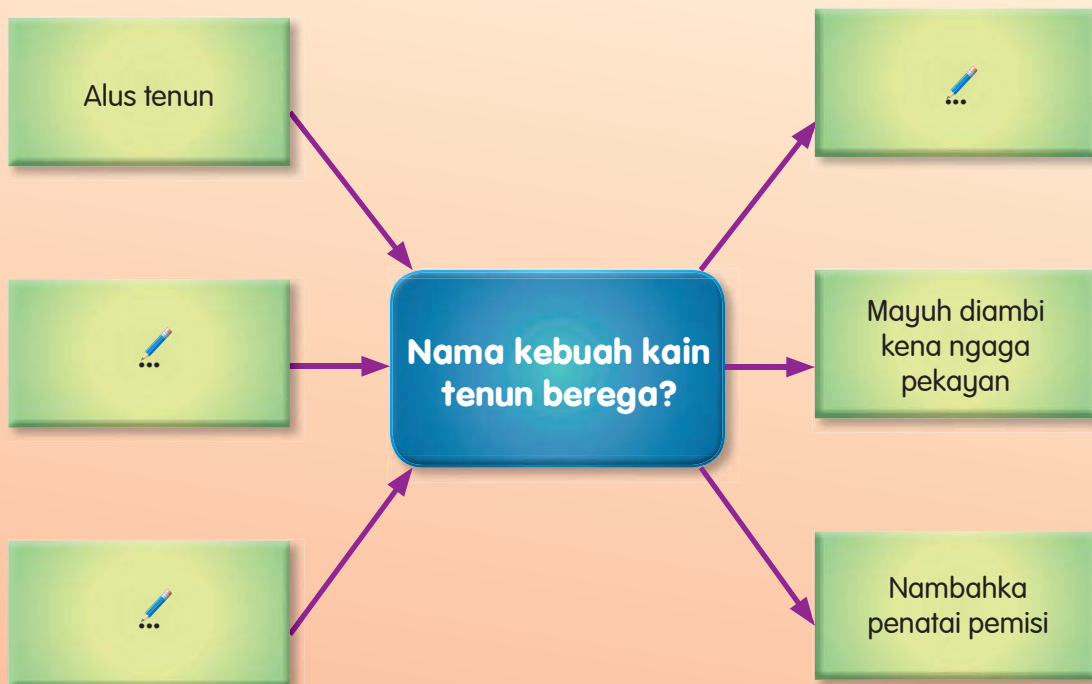 Alus tenun
...
...
Nama kebuah kain
tenun berega?
...
Mayuh diambi
kena ngaga
pekayan
Nambahka
penatai pemisi